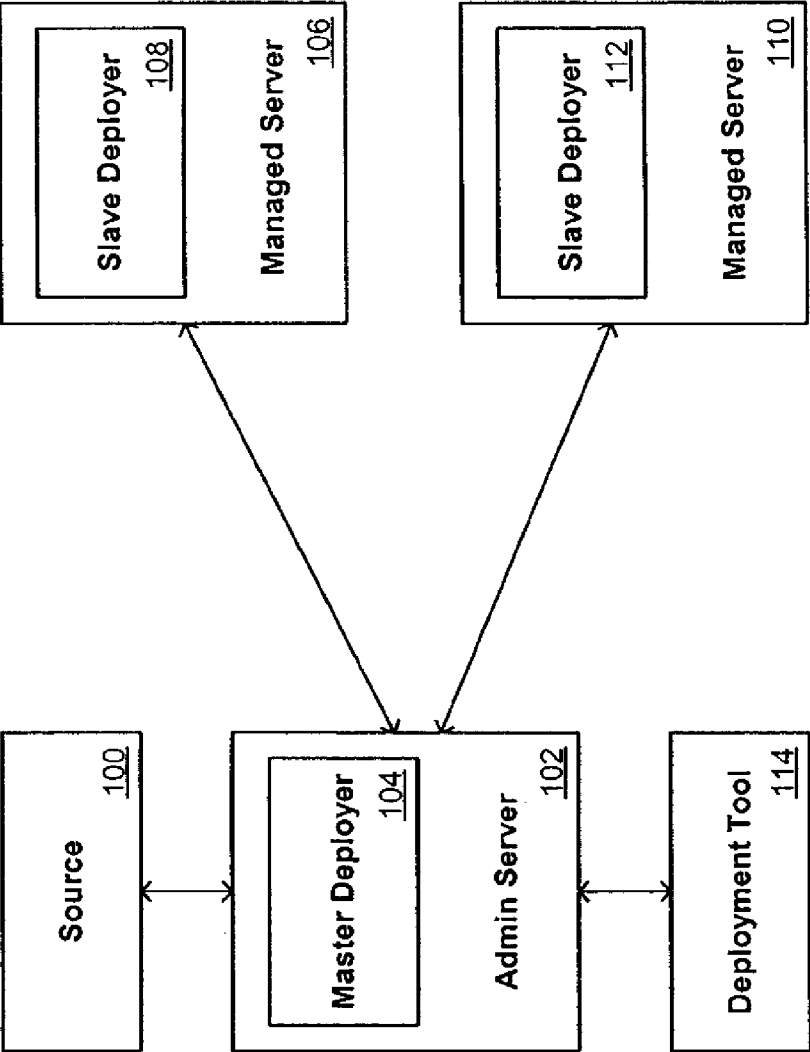 Source
100
Master Deployer
104
Admin Server
102
Deployment Tool
114
Slave Deployer
108
Managed Server
106
Slave Deployer
112
Managed Server
110